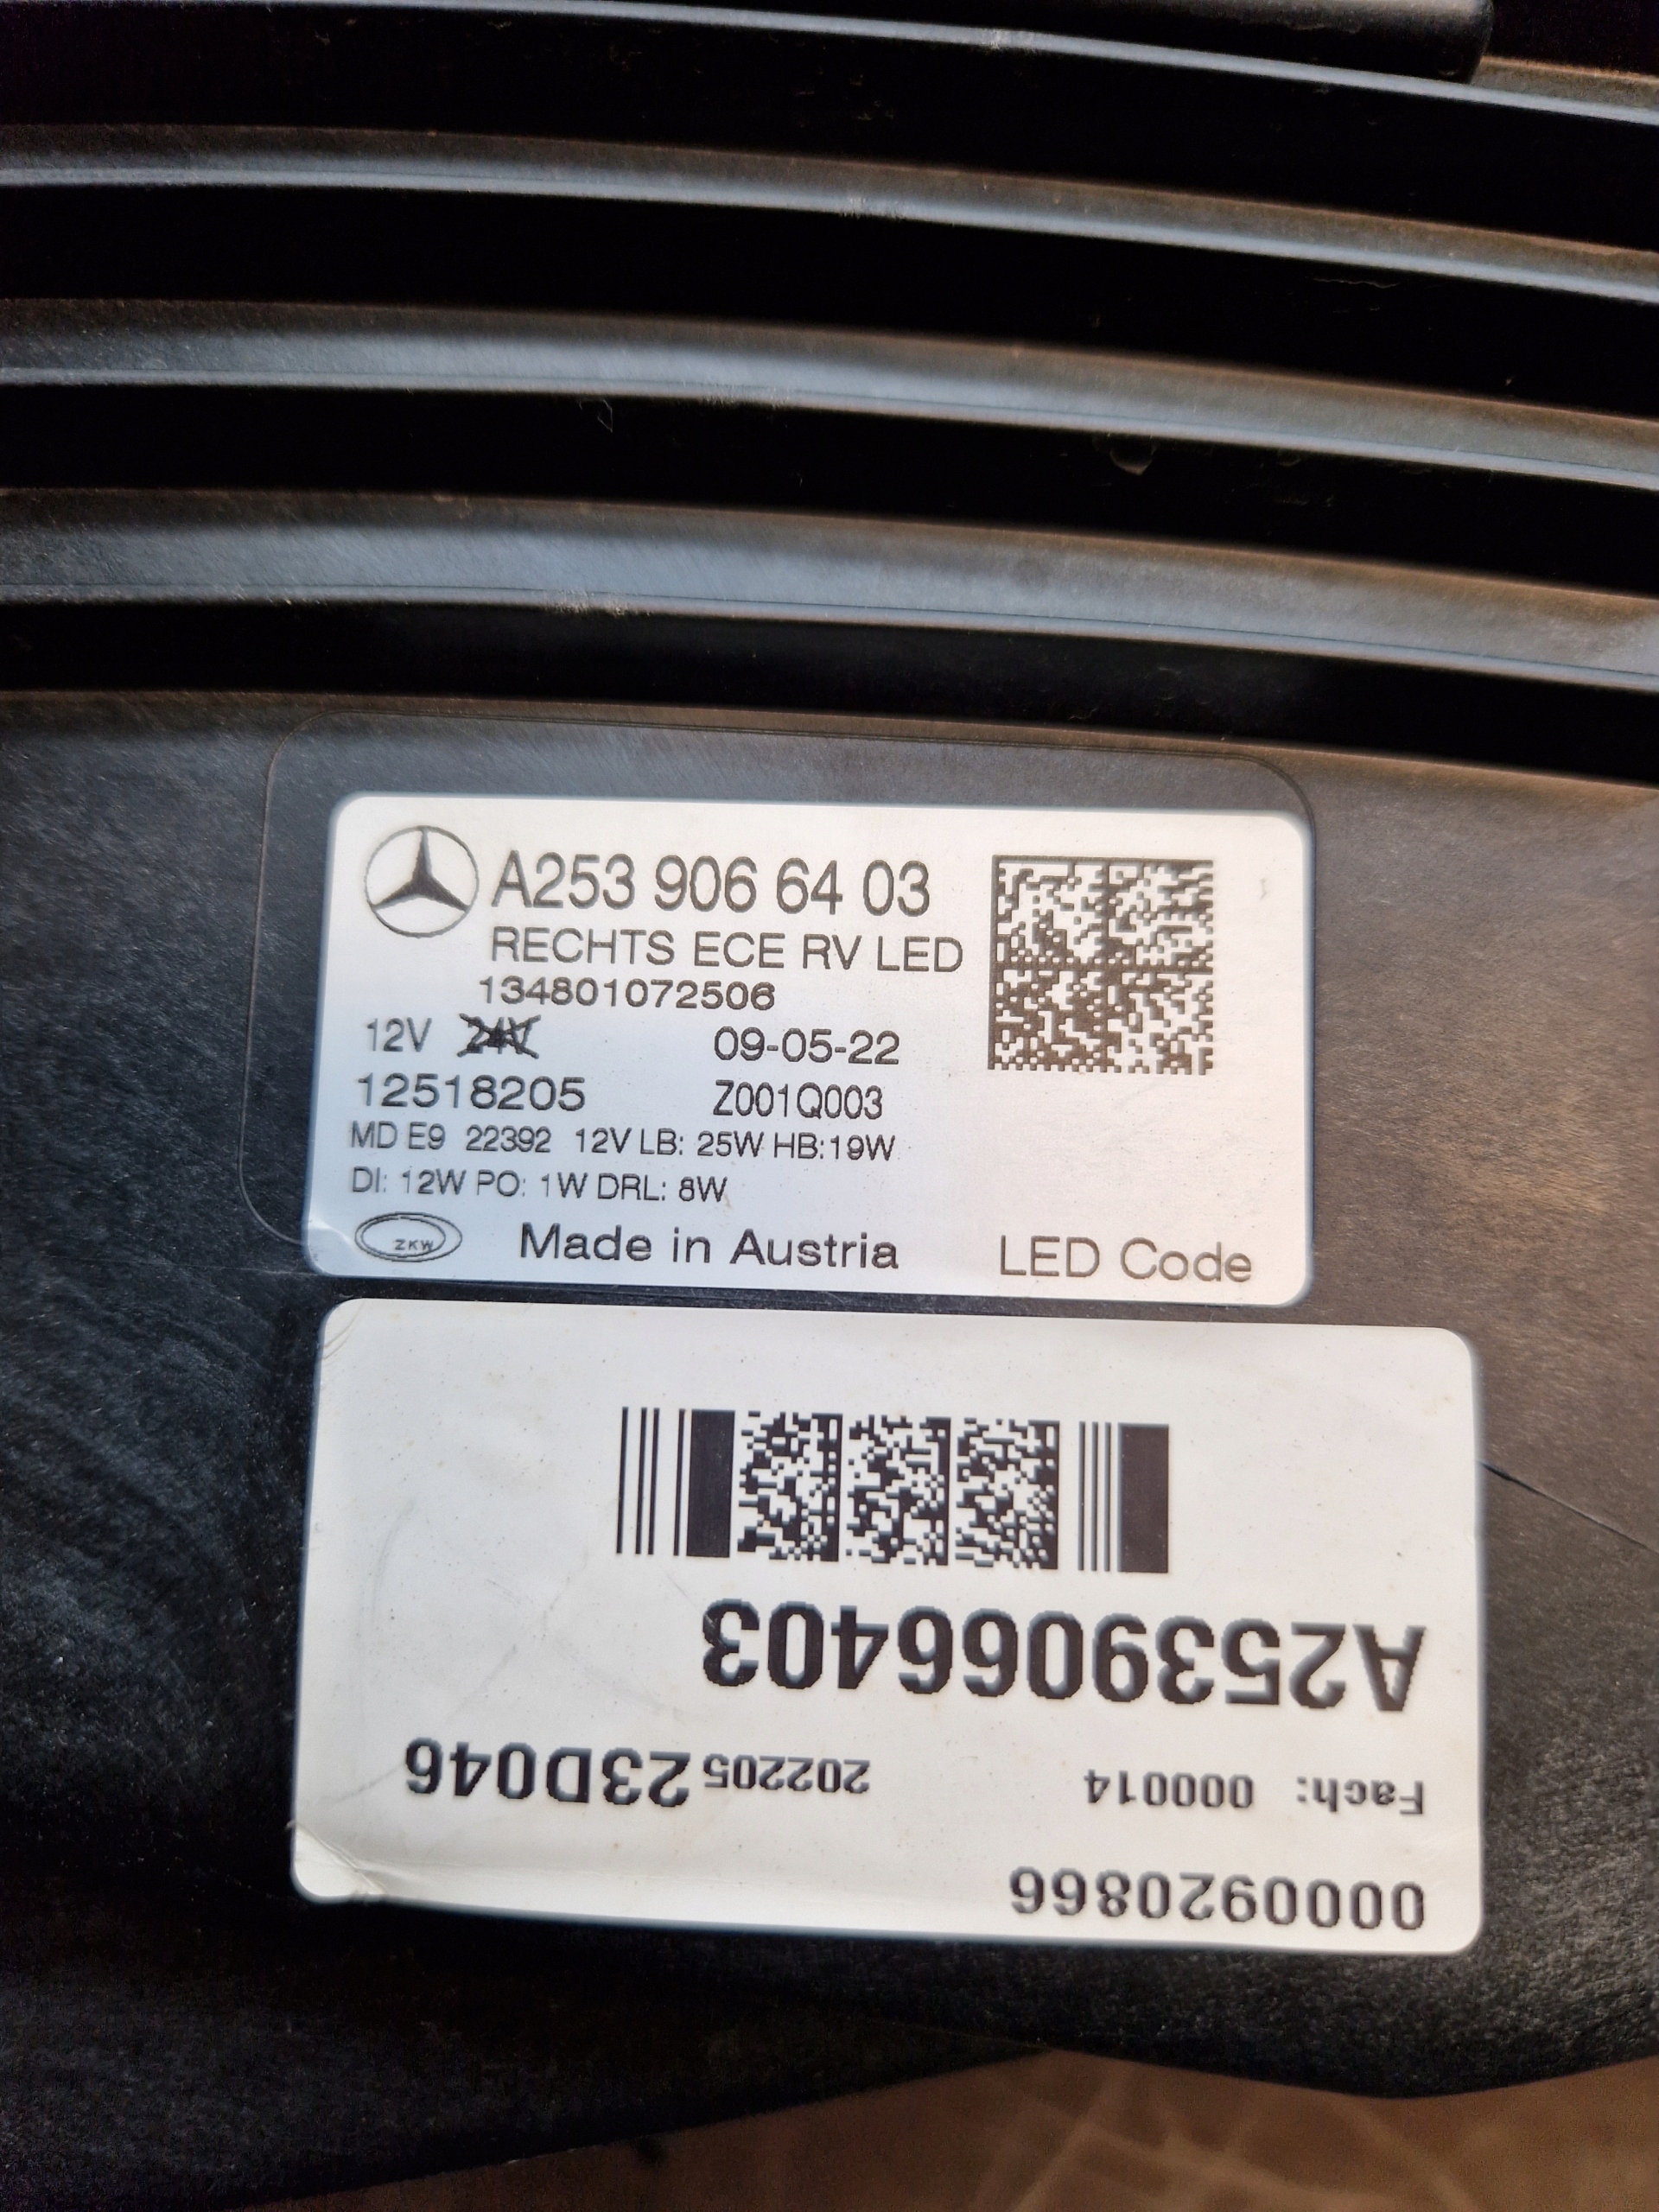 A253 906 64 03
RECHTS ECE RV LED
134801072506
12V 24V 09-05-22
12518205 Z001Q003
MD E9 22392 12V LB: 25W HB:19W
DI: 12W PO: 1W DRL: 8W
ZKW Made in Austria LED Code
0000920866
Fach: 000014 202205 23D046
A2539066403